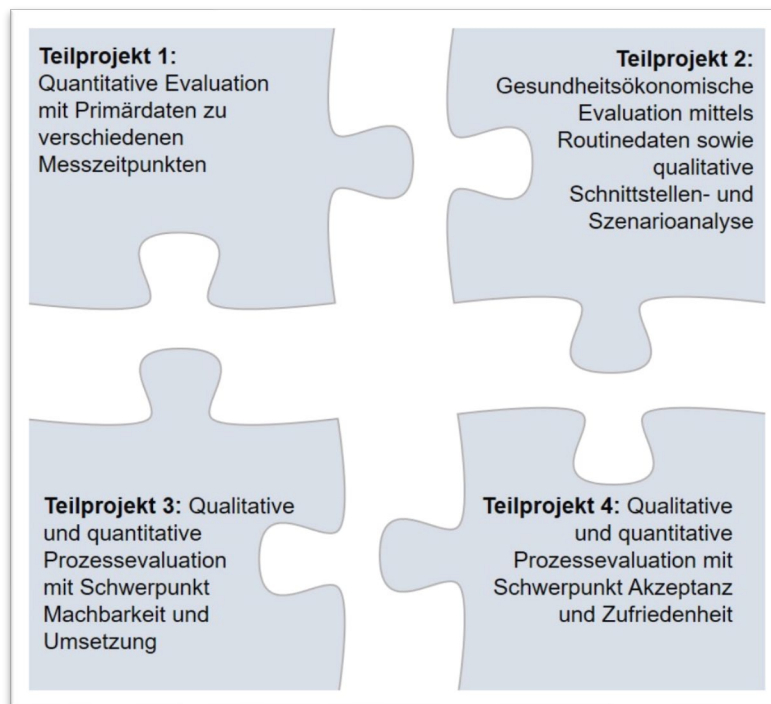 Teilprojekt 1:
Quantitative Evaluation
mit Primärdaten zu
verschiedenen
Messzeitpunkten
Teilprojekt 2:
Gesundheitsökonomische
Evaluation mittels
Routinedaten sowie
qualitative
Schnittstellen- und
Szenarioanalyse
Teilprojekt 3: Qualitative
und quantitative
Prozessevaluation
mit Schwerpunkt
Machbarkeit und
Umsetzung
Teilprojekt 4: Qualitative
und quantitative
Prozessevaluation mit
Schwerpunkt Akzeptanz
und Zufriedenheit